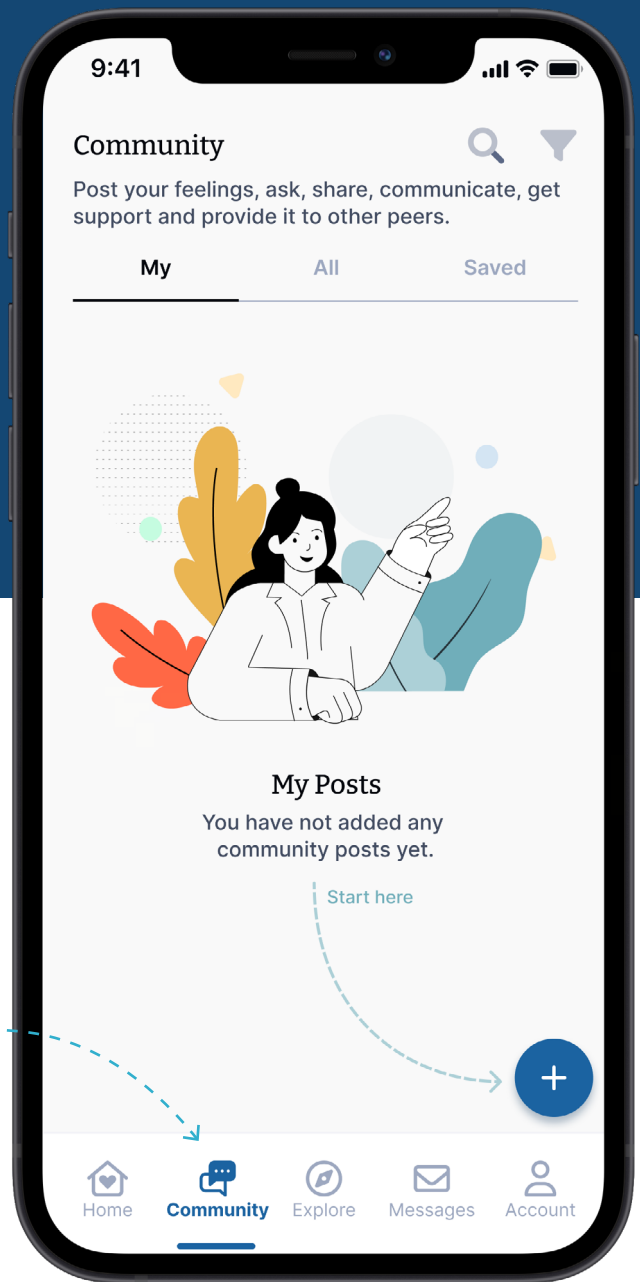 9:41
Community
Post your feelings, ask, share, communicate, get
support and provide it to other peers.
My All Saved
My Posts
You have not added any
community posts yet.
Start here
Home Community Explore Messages Account